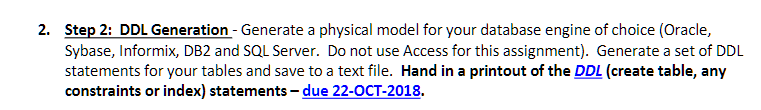 2. Step 2: DDL Generation - Generate a physical model for your database engine of choice (Oracle,
Sybase, Informix, DB2 and SQL Server. Do not use Access for this assignment). Generate a set of DDL
statements for your tables and save to a text file. Hand in a printout of the DDL (create table, any
constraints or index) statements – due 22-OCT-2018.